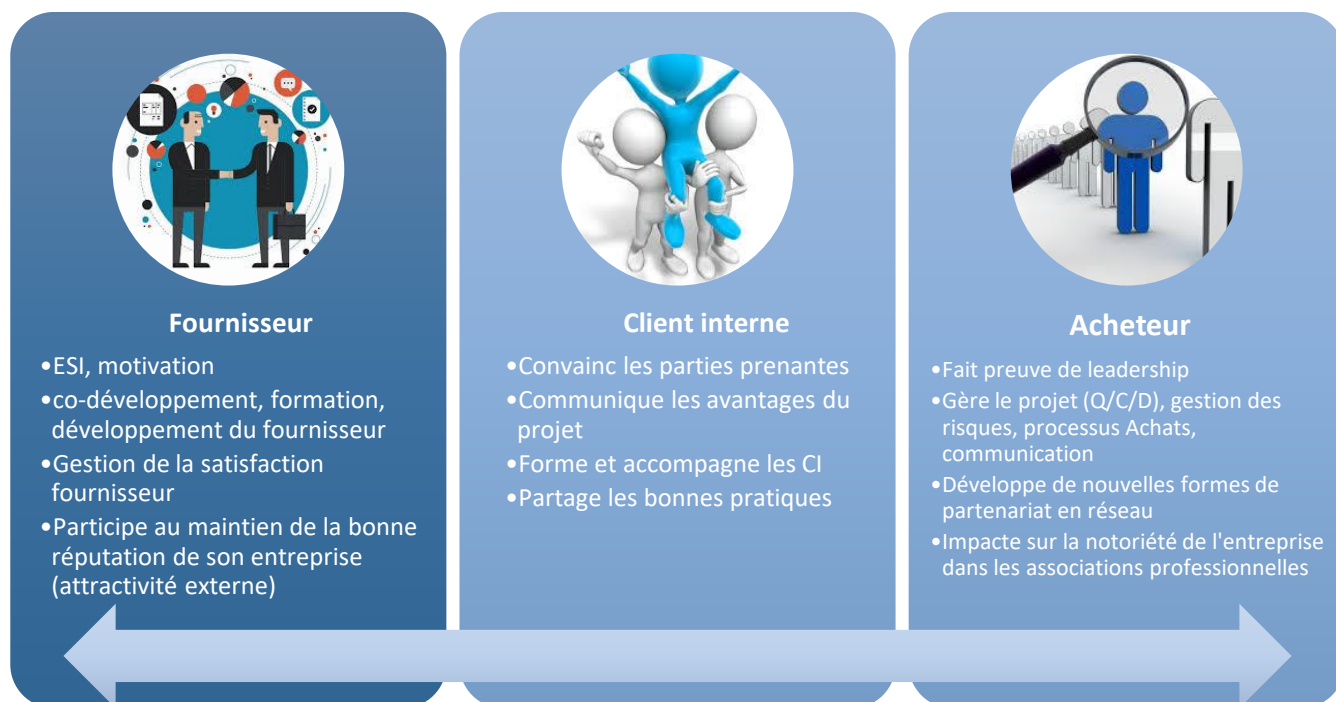 Fournisseur
•ESI, motivation
•co-développement, formation,
développement du fournisseur
•Gestion de la satisfaction
fournisseur
•Participe au maintien de la bonne
réputation de son entreprise
(attractivité externe)
Client interne
•Convainc les parties prenantes
•Communique les avantages du
projet
•Forme et accompagne les CI
•Partage les bonnes pratiques
Acheteur
•Fait preuve de leadership
•Gère le projet (Q/C/D), gestion des
risques, processus Achats,
communication
•Développe de nouvelles formes de
partenariat en réseau
•Impacte sur la notoriété de l'entreprise
dans les associations professionnelles